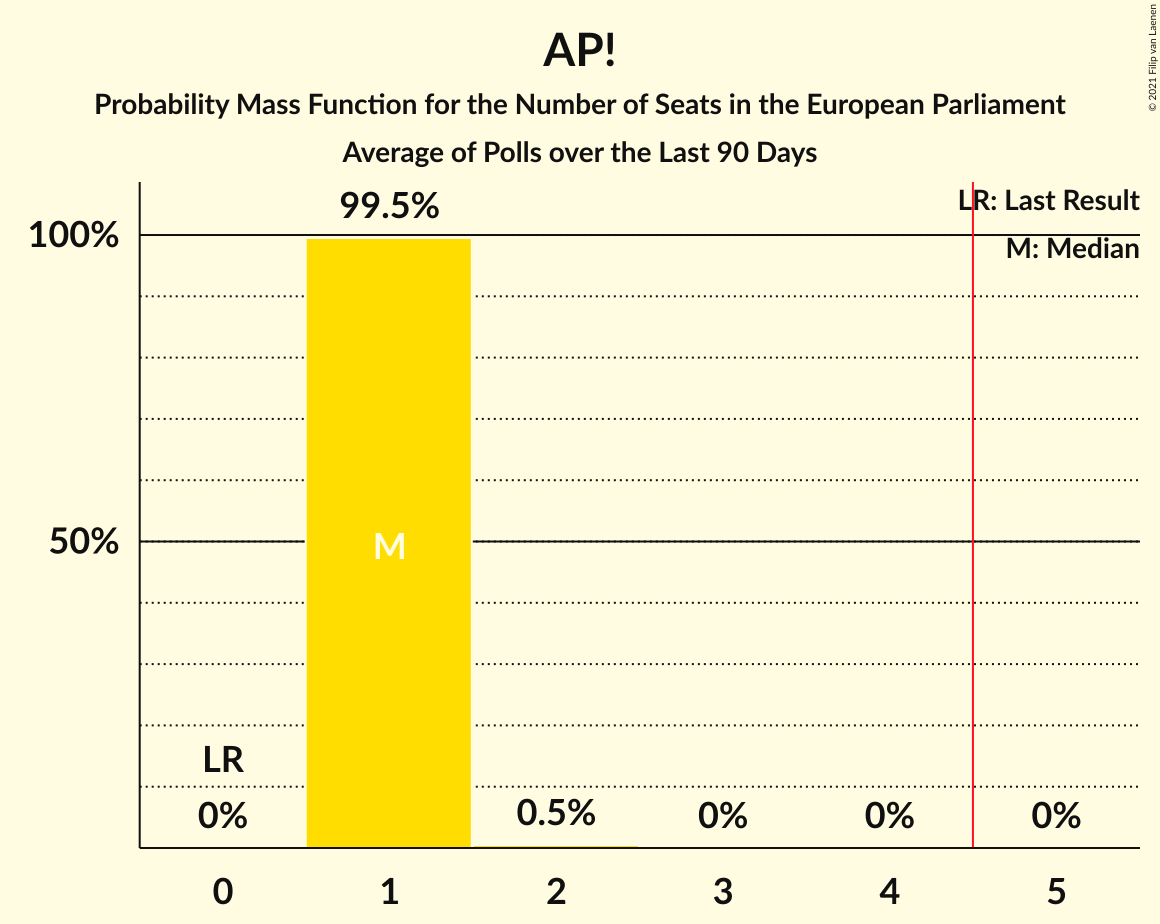 AP!
Probability Mass Function for the Number of Seats in the European Parliament
Average of Polls over the Last 90 Days
© 2021 Filip van Laenen
LR: Last Result
M: Median
99.5%
100%
50%
M
LR
0%
0.5%
0%
0%
0%
0
1
2
3
4
5